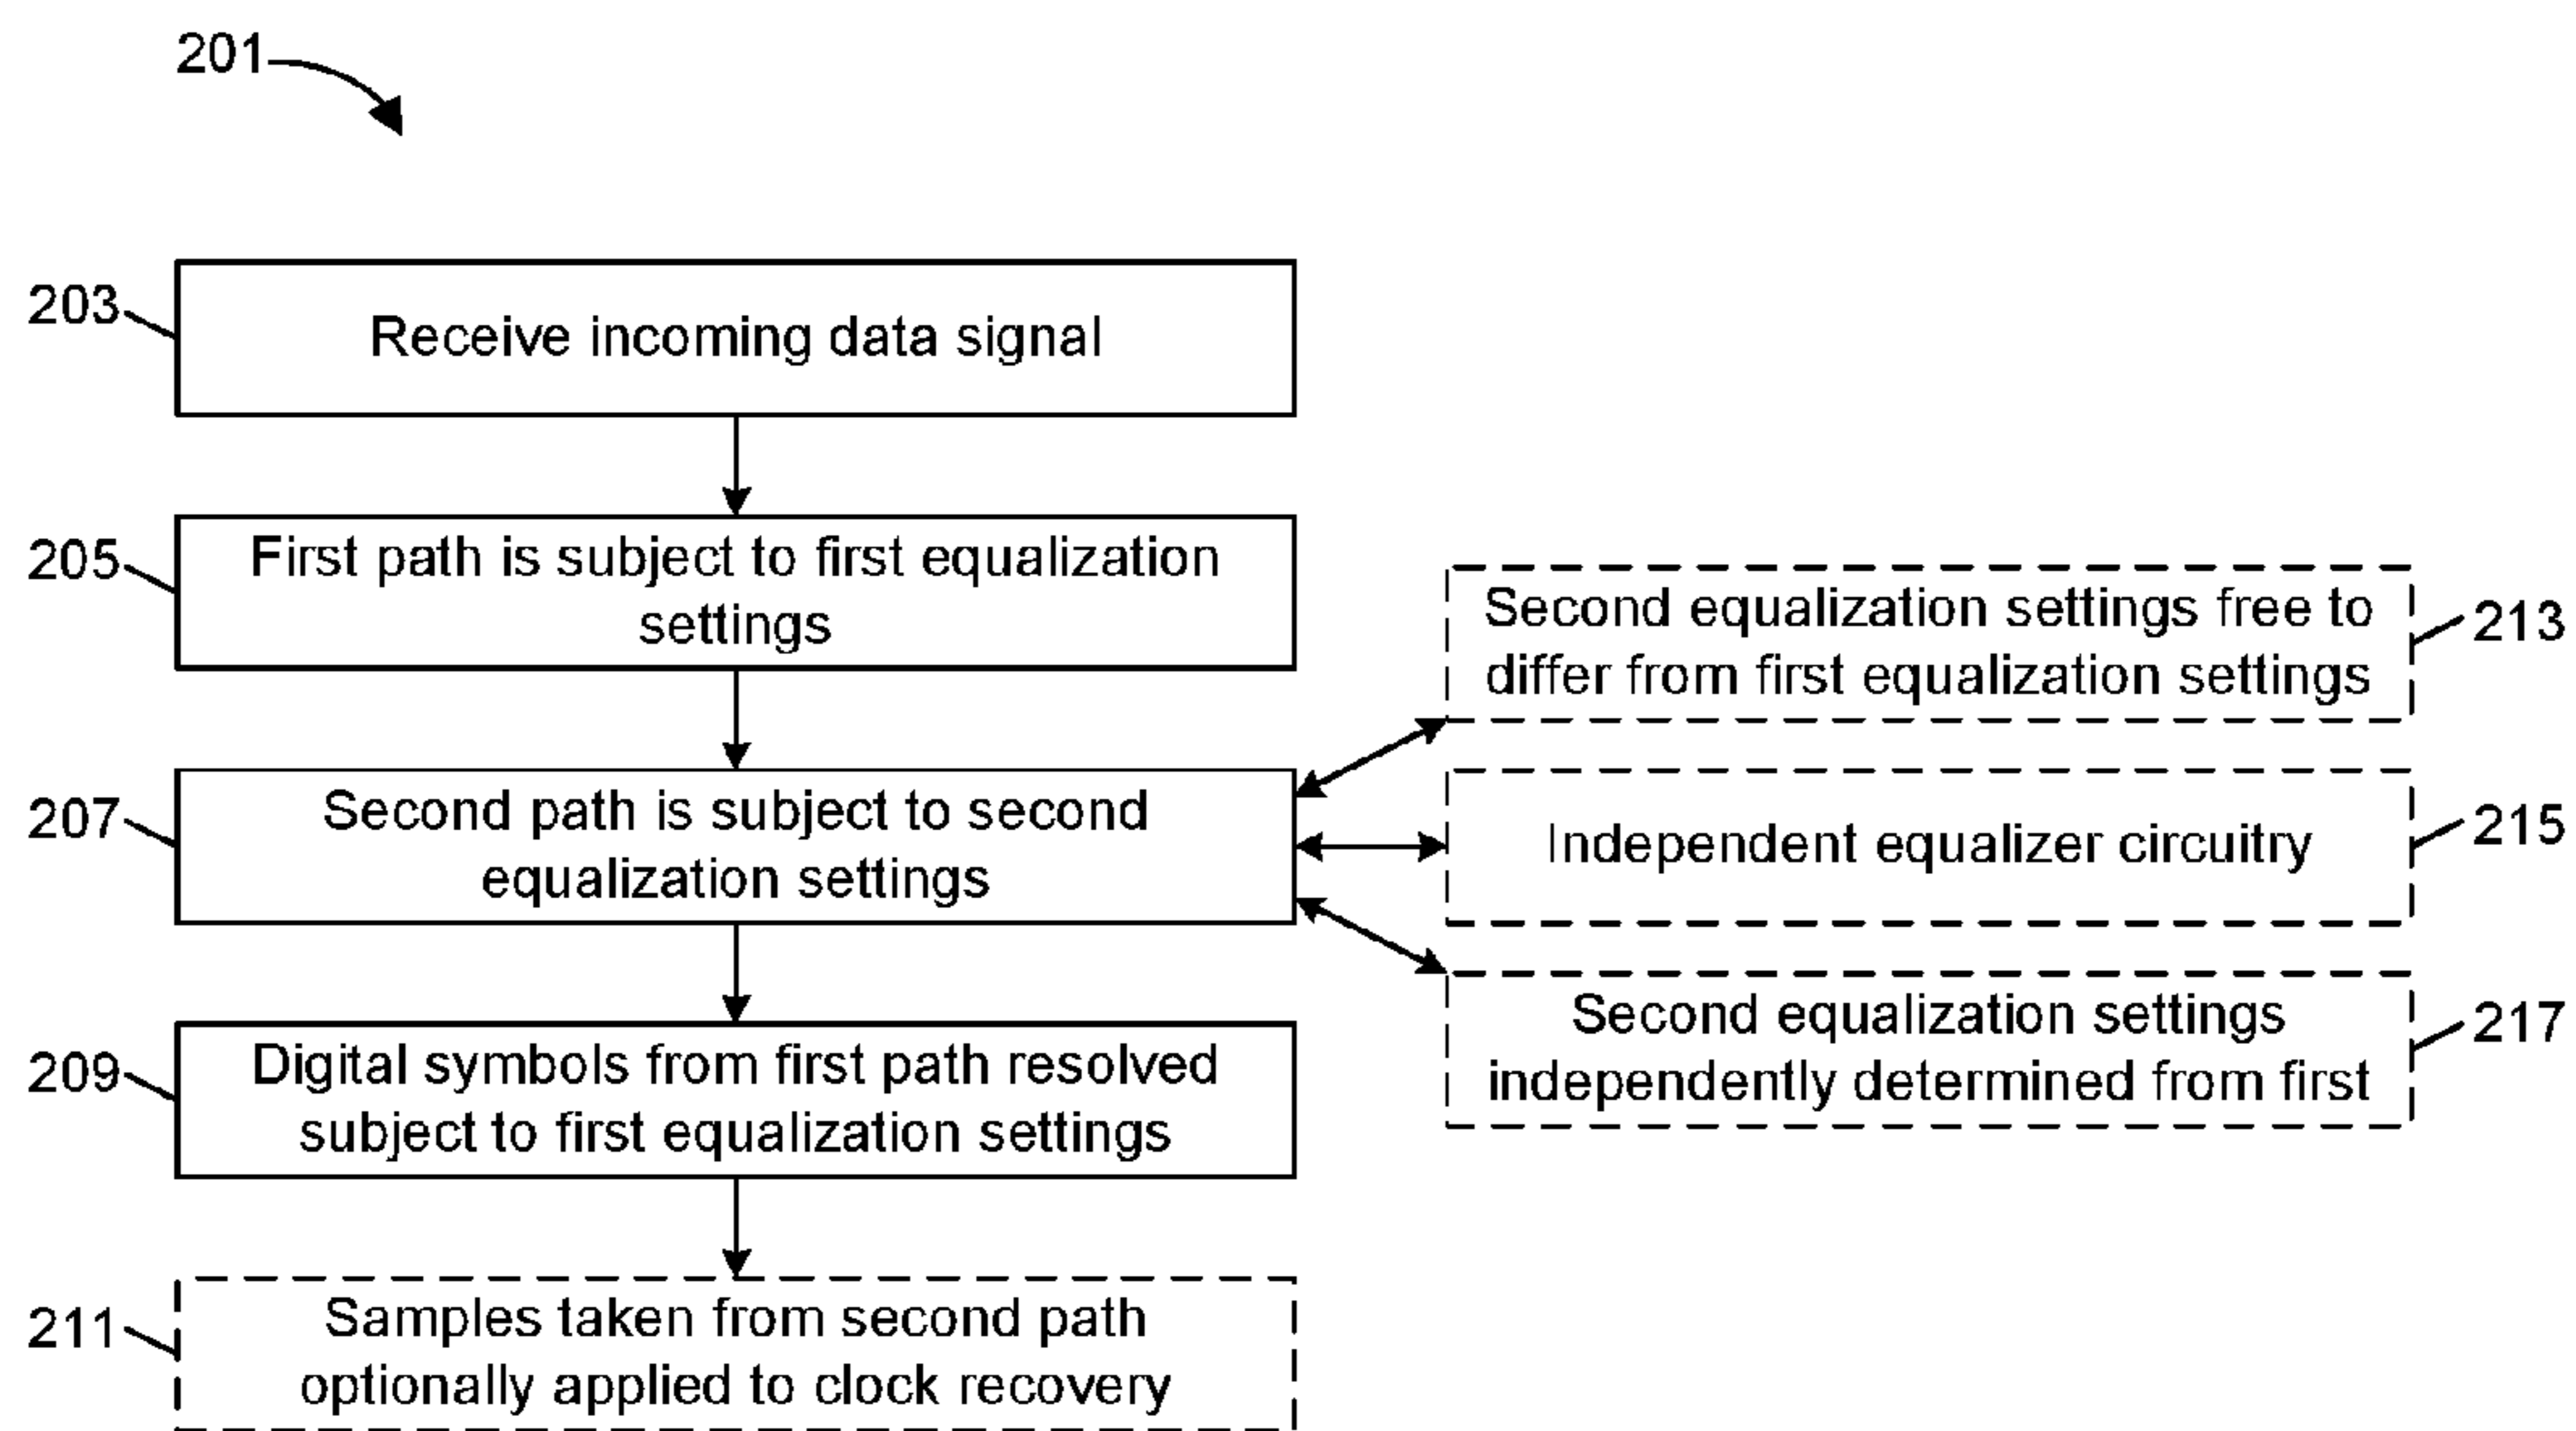 201
203
Receive incoming data signal
205
First path is subject to first equalization
settings
207
Second path is subject to second
equalization settings
209
Digital symbols from first path resolved
subject to first equalization settings
211
Samples taken from second path
optionally applied to clock recovery
Second equalization settings free to
differ from first equalization settings
213
Independent equalizer circuitry
215
Second equalization settings
independently determined from first
217